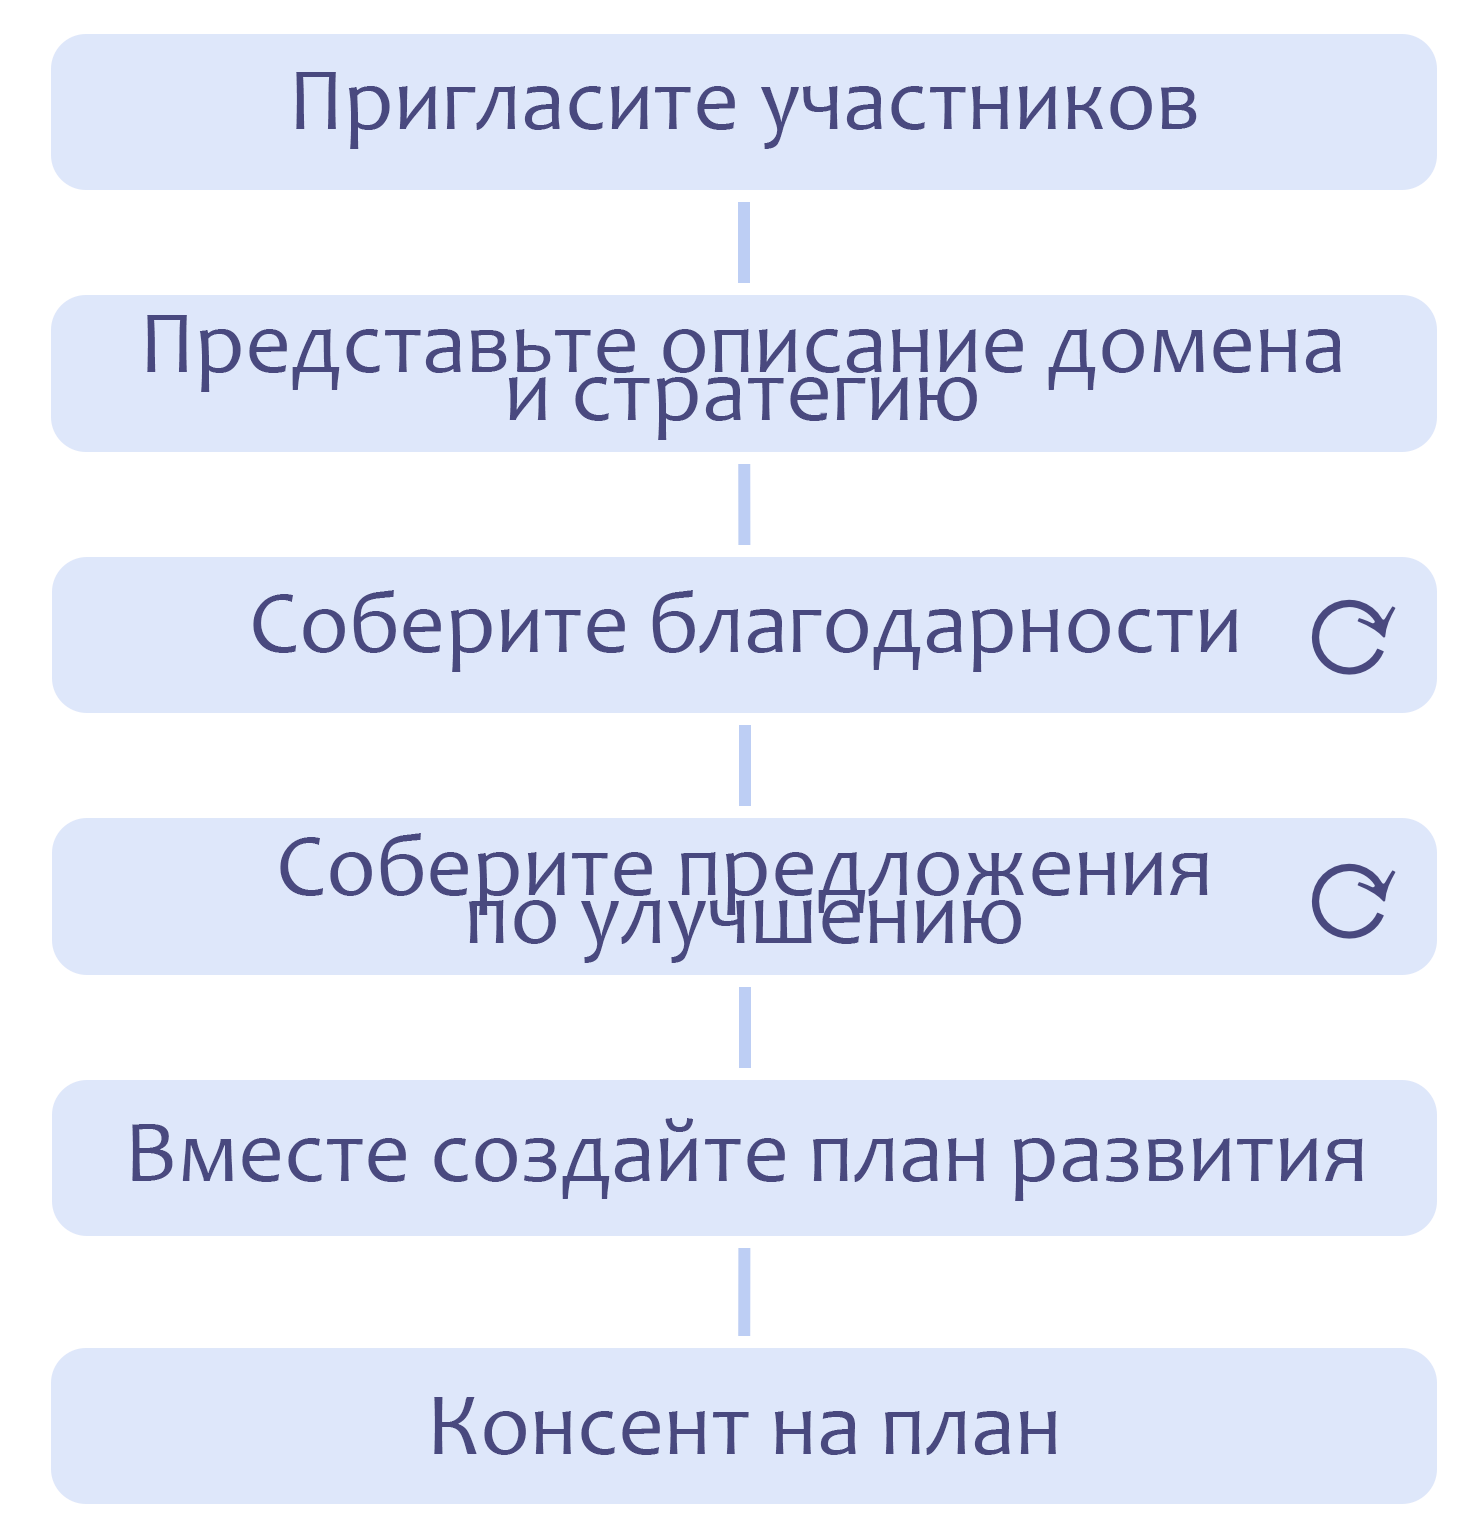 Пригласите участников
Представьте описание домена
и стратегию
Соберите благодарности
Соберите предложения
по улучшению
Вместе создайте план развития
Консент на план